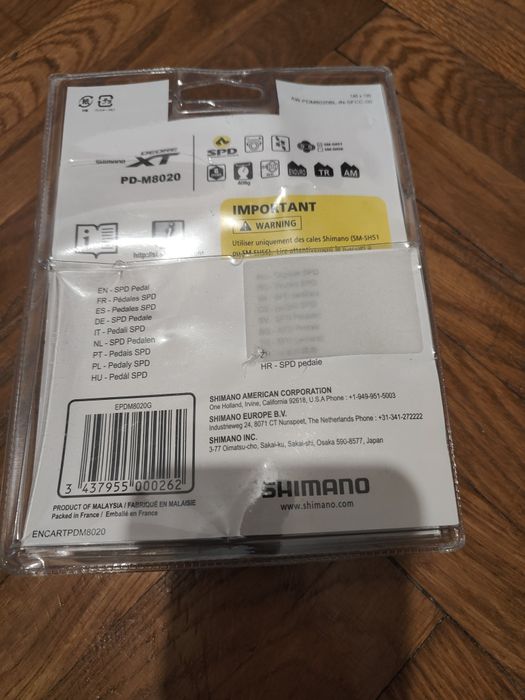 SHIMANO DEORE XT
PD-M8020
SPD
SM-SH51
SM-SH56
408g
ENDURO
TR
AM
IMPORTANT
WARNING
Utiliser uniquement des cales Shimano (SM-SH51
EN - SPD Pedal
FR - Pédales SPD
ES - Pedales SPD
DE - SPD Pedale
IT - Pedali SPD
NL - SPD Pedalen
PT - Pedais SPD
PL - Pedały SPD
HU - Pedál SPD
HR - SPD pedale
SHIMANO AMERICAN CORPORATION
One Holland, Irvine, California 92618, U.S.A Phone : +1-949-951-5003
SHIMANO EUROPE B.V.
Industrieweg 24, 8071 CT Nunspeet, The Netherlands Phone : +31-341-272222
SHIMANO INC.
3-77 Oimatsu-cho, Sakai-ku, Sakai-shi, Osaka 590-8577, Japan
EPDM8020G
3 437955 000262
PRODUCT OF MALAYSIA / FABRIQUÉ EN MALAISIE
Packed in France / Emballé en France
ENCARTPDM8020
SHIMANO
www.shimano.com